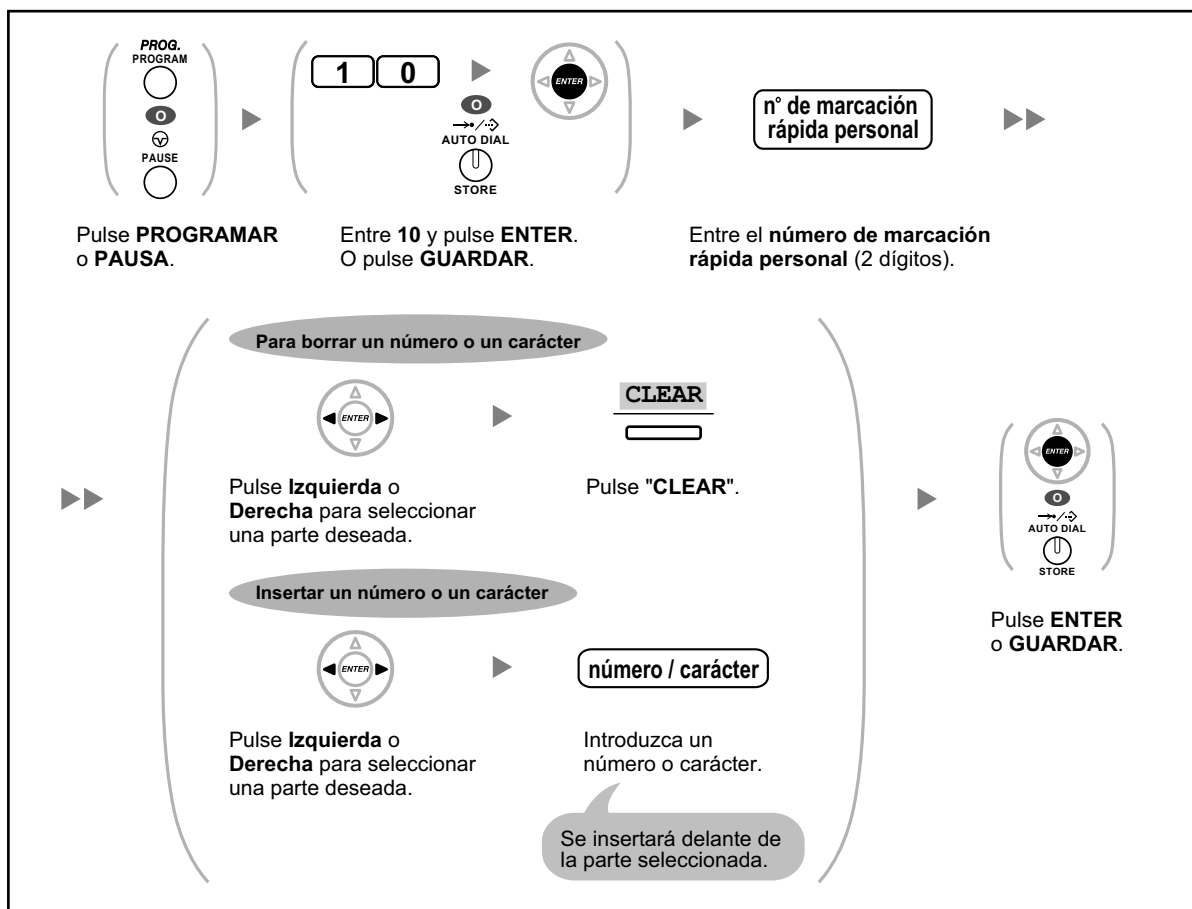 PROG.
PROGRAM
O
PAUSE
1 0
ENTER
O
AUTO DIAL
STORE
n° de marcación
rápida personal
Pulse PROGRAMAR
o PAUSA.
Entre 10 y pulse ENTER.
O pulse GUARDAR.
Entre el número de marcación
rápida personal (2 dígitos).
Para borrar un número o un carácter
ENTER
CLEAR
Pulse Izquierda o
Derecha para seleccionar
una parte deseada.
Pulse "CLEAR".
Insertar un número o un carácter
ENTER
número / carácter
Pulse Izquierda o
Derecha para seleccionar
una parte deseada.
Introduzca un
número o carácter.
Se insertará delante de
la parte seleccionada.
ENTER
O
AUTO DIAL
STORE
Pulse ENTER
o GUARDAR.